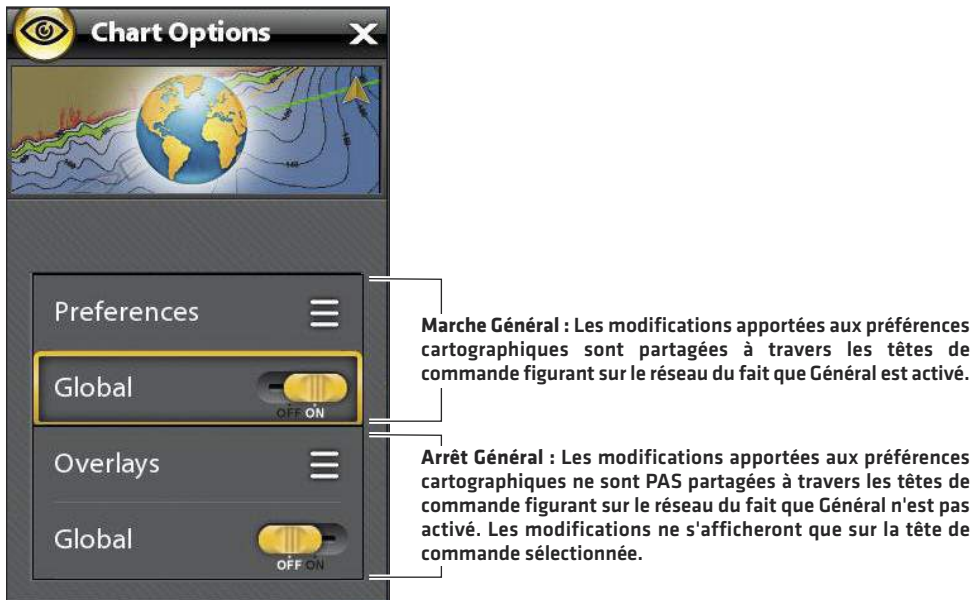 Chart Options
Preferences
Global
OFF ON
Overlays
Global
OFF ON
Marche Général : Les modifications apportées aux préférences
cartographiques sont partagées à travers les têtes de
commande figurant sur le réseau du fait que Général est activé.
Arrêt Général : Les modifications apportées aux préférences
cartographiques ne sont PAS partagées à travers les têtes de
commande figurant sur le réseau du fait que Général n'est pas
activé. Les modifications ne s'afficheront que sur la tête de
commande sélectionnée.